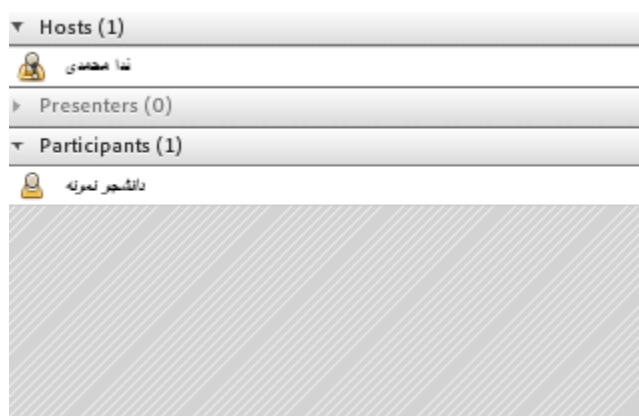 Hosts (1)
ندا محمدی
Presenters (0)
Participants (1)
دانشجو نمونه